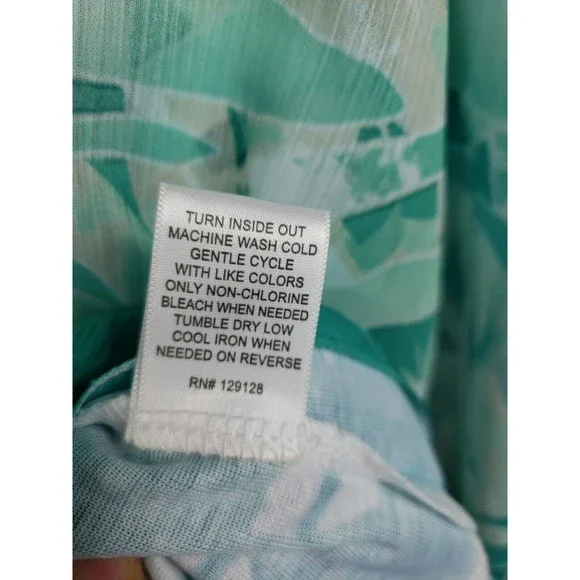 TURN INSIDE OUT
MACHINE WASH COLD
GENTLE CYCLE
WITH LIKE COLORS
ONLY NON-CHLORINE
BLEACH WHEN NEEDED
TUMBLE DRY LOW
COOL IRON WHEN
NEEDED ON REVERSE
RN# 129128